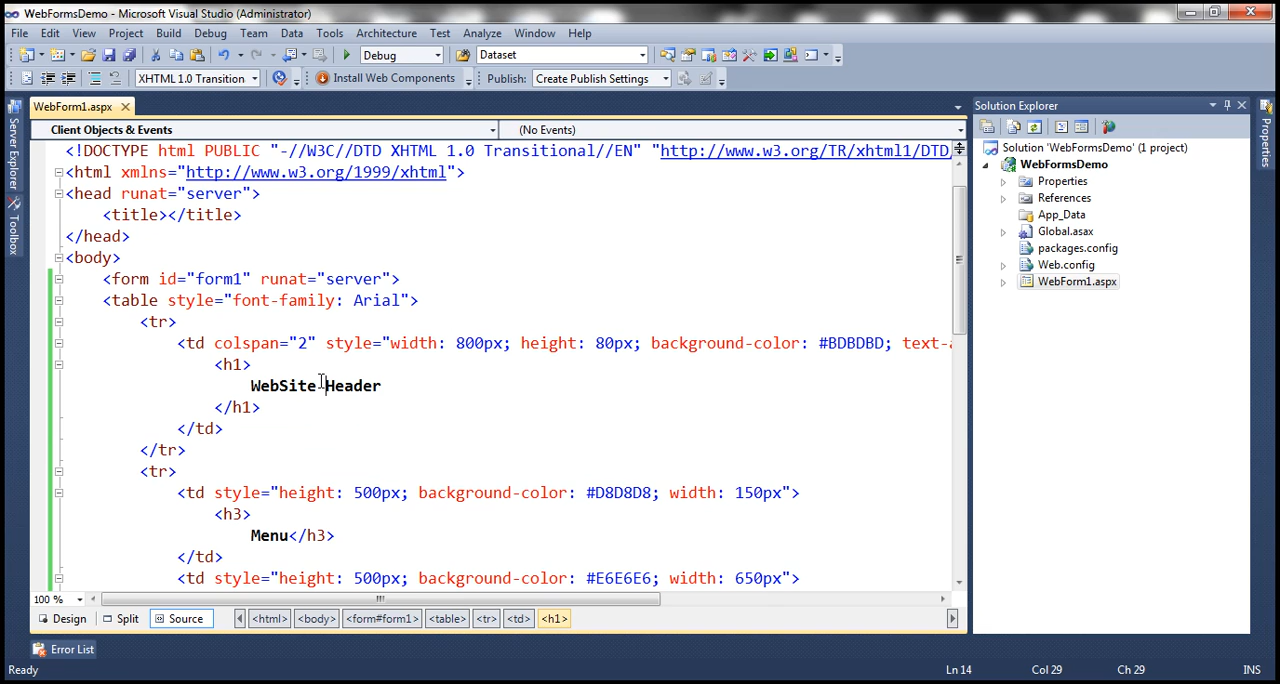 WebFormsDemo - Microsoft Visual Studio (Administrator)
File Edit View Project Build Debug Team Data Tools Architecture Test Analyze Window Help
Debug Dataset
XHTML 1.0 Transition Install Web Components Publish: Create Publish Settings
WebForm1.aspx
Client Objects & Events (No Events)
<!DOCTYPE html PUBLIC "-//W3C//DTD XHTML 1.0 Transitional//EN" "http://www.w3.org/TR/xhtml1/DTD/
<html xmlns="http://www.w3.org/1999/xhtml">
<head runat="server">
<title></title>
</head>
<body>
<form id="form1" runat="server">
<table style="font-family: Arial">
<tr>
<td colspan="2" style="width: 800px; height: 80px; background-color: #BDBDBD; text-a
<h1>
WebSite Header
</h1>
</td>
</tr>
<tr>
<td style="height: 500px; background-color: #D8D8D8; width: 150px">
<h3>
Menu</h3>
</td>
<td style="height: 500px; background-color: #E6E6E6; width: 650px">
100 %
Design Split Source <html> <body> <form#form1> <table> <tr> <td> <h1>
Error List
Ready Ln 14 Col 29 Ch 29 INS
Server Explorer
Toolbox
Solution Explorer
Solution 'WebFormsDemo' (1 project)
WebFormsDemo
Properties
References
App_Data
Global.asax
packages.config
Web.config
WebForm1.aspx
Properties